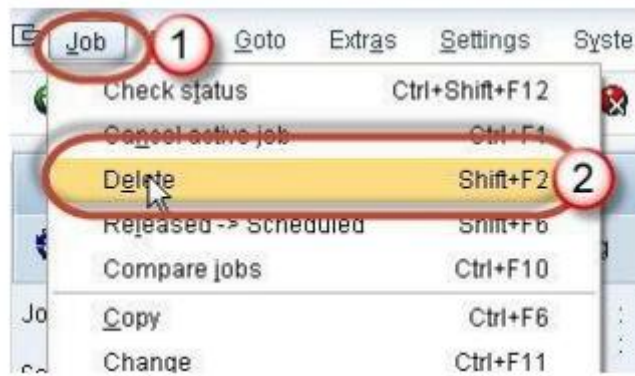 Job 1 Goto Extras Settings Syste
Check status Ctrl+Shift+F12
Cancel active job Ctrl+F1
Delete Shift+F2 2
Released -> Scheduled Shift+F6
Compare jobs Ctrl+F10
Jo Copy Ctrl+F6
Change Ctrl+F11